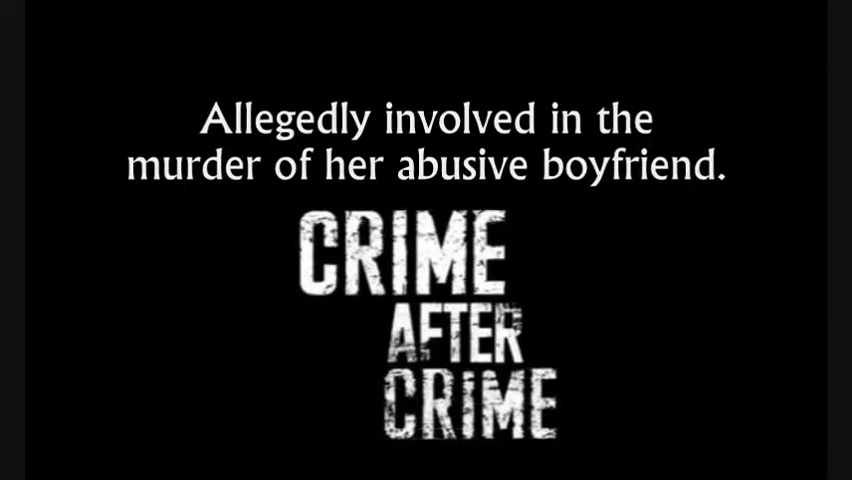 Allegedly involved in the
murder of her abusive boyfriend.
CRIME
AFTER
CRIME